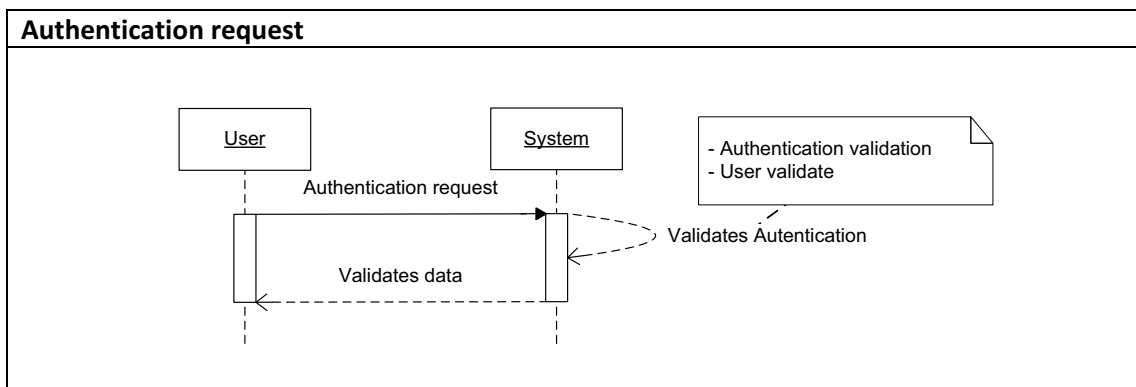 Authentication request
User
System
- Authentication validation
- User validate
Authentication request
Validates Autentication
Validates data